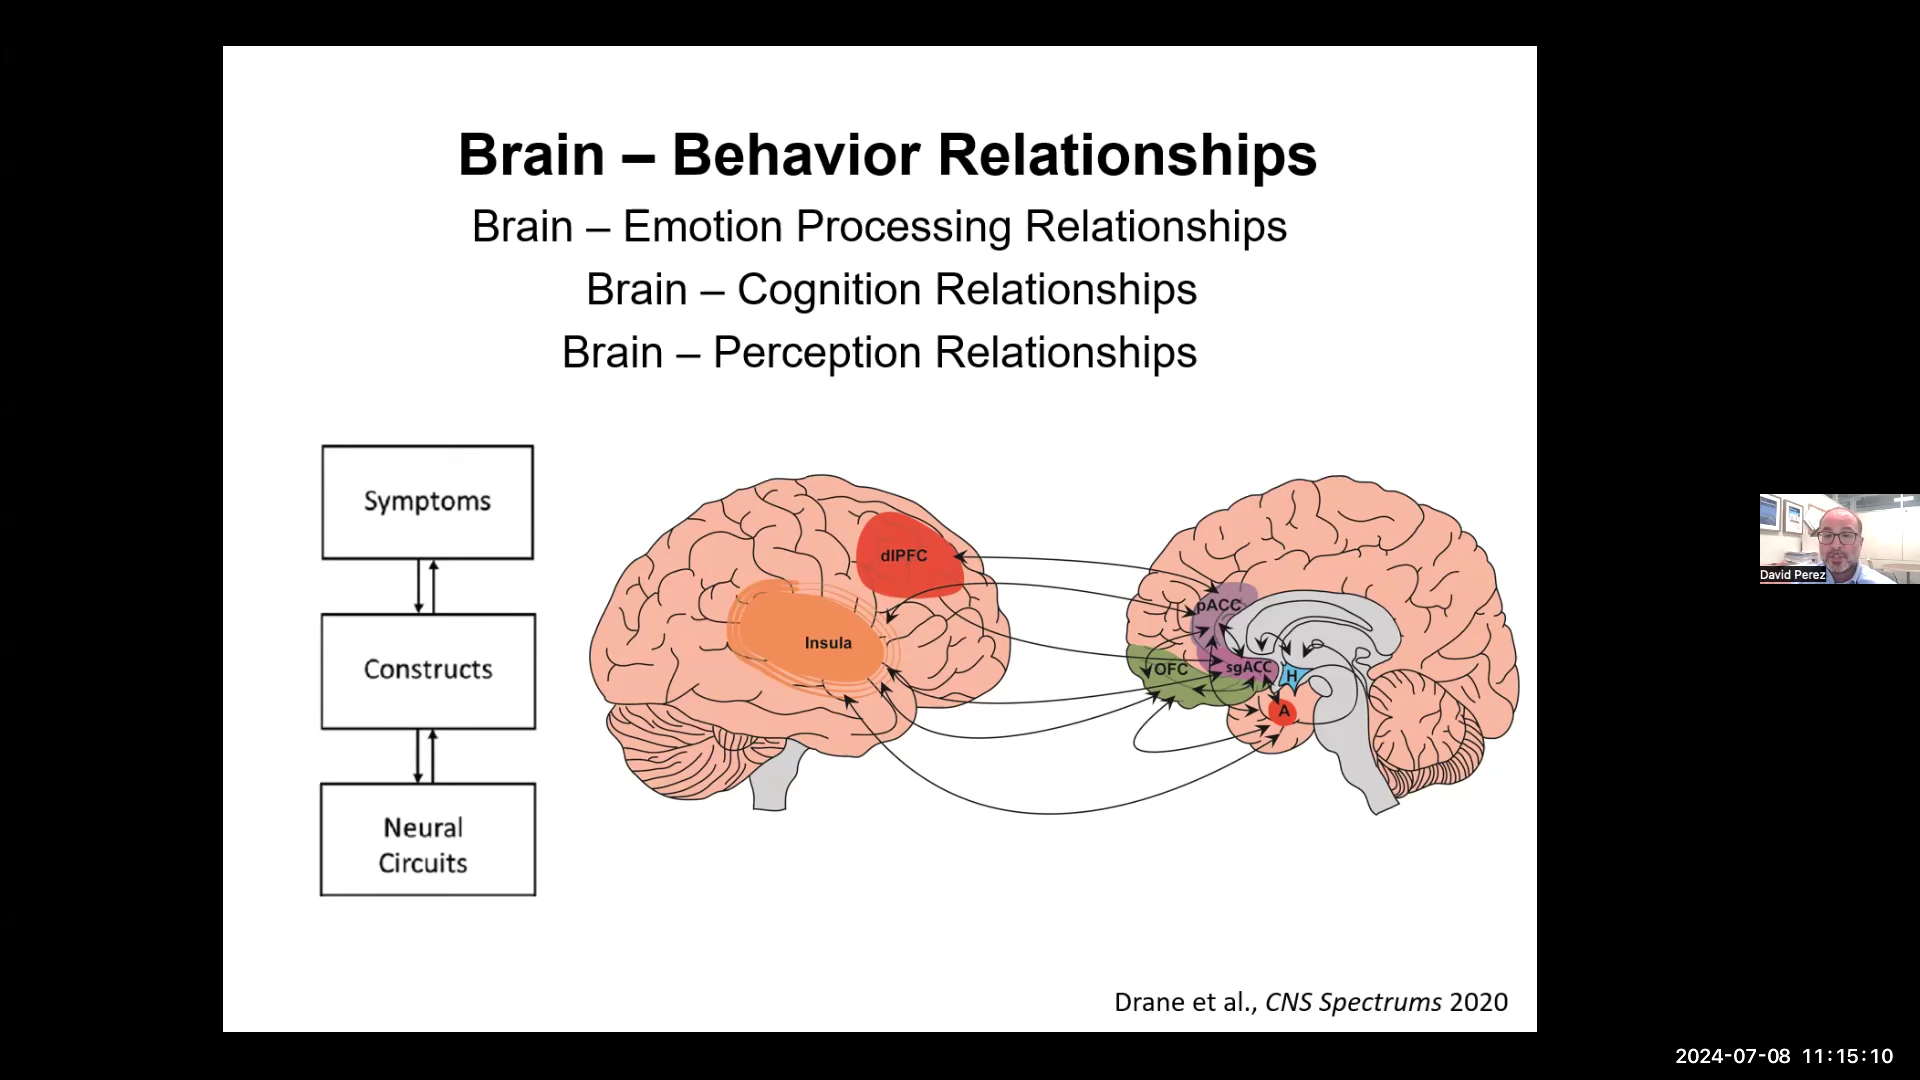 Brain – Behavior Relationships
Brain – Emotion Processing Relationships
Brain – Cognition Relationships
Brain – Perception Relationships
Symptoms
Constructs
Neural
Circuits
dlPFC
Insula
pACC
OFC
sgACC
H
A
Drane et al., CNS Spectrums 2020
David Perez
2024-07-08 11:15:10